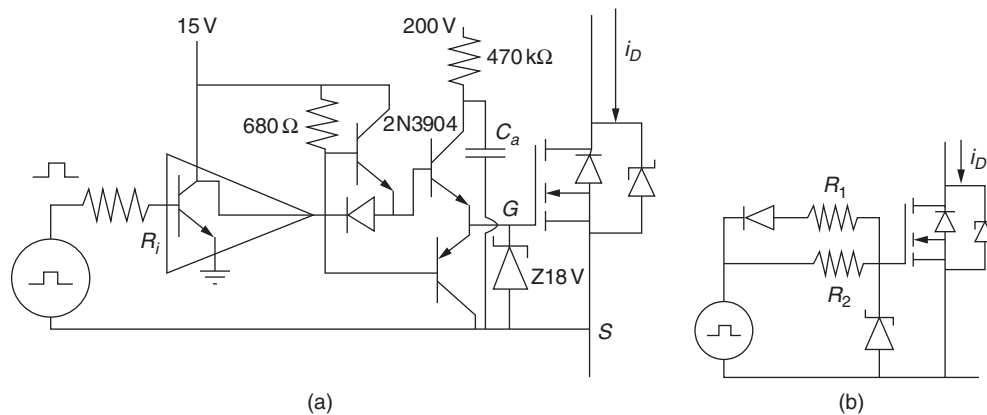 15 V
200 V
i_D
470 kΩ
680 Ω
2N3904
C_a
i_D
R_1
R_i
G
Z18 V
R_2
S
(a)
(b)